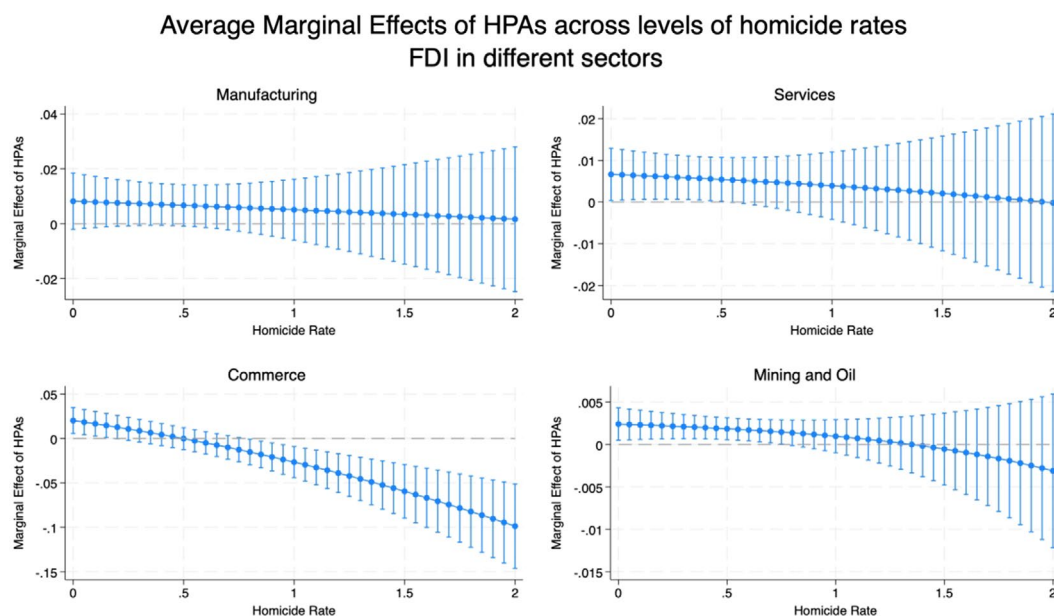 Average Marginal Effects of HPAs across levels of homicide rates
FDI in different sectors
Manufacturing
Marginal Effect of HPAs
.04
.02
0
-.02
0 .5 1 1.5 2
Homicide Rate
Services
Marginal Effect of HPAs
.02
.01
0
-.01
-.02
0 .5 1 1.5 2
Homicide Rate
Commerce
Marginal Effect of HPAs
.05
0
-.05
-.1
-.15
0 .5 1 1.5 2
Homicide Rate
Mining and Oil
Marginal Effect of HPAs
.005
0
-.005
-.01
-.015
0 .5 1 1.5 2
Homicide Rate